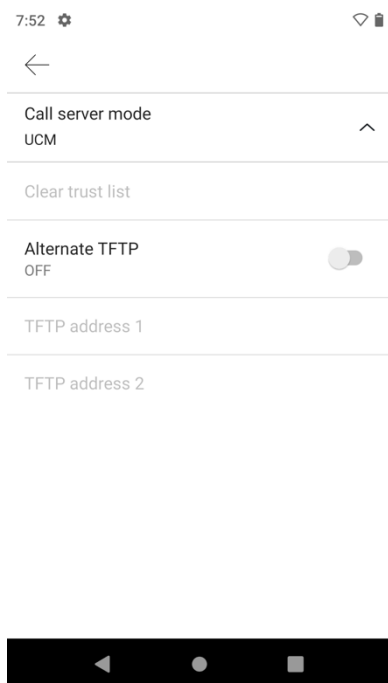 7:52
Call server mode
UCM
Clear trust list
Alternate TFTP
OFF
TFTP address 1
TFTP address 2